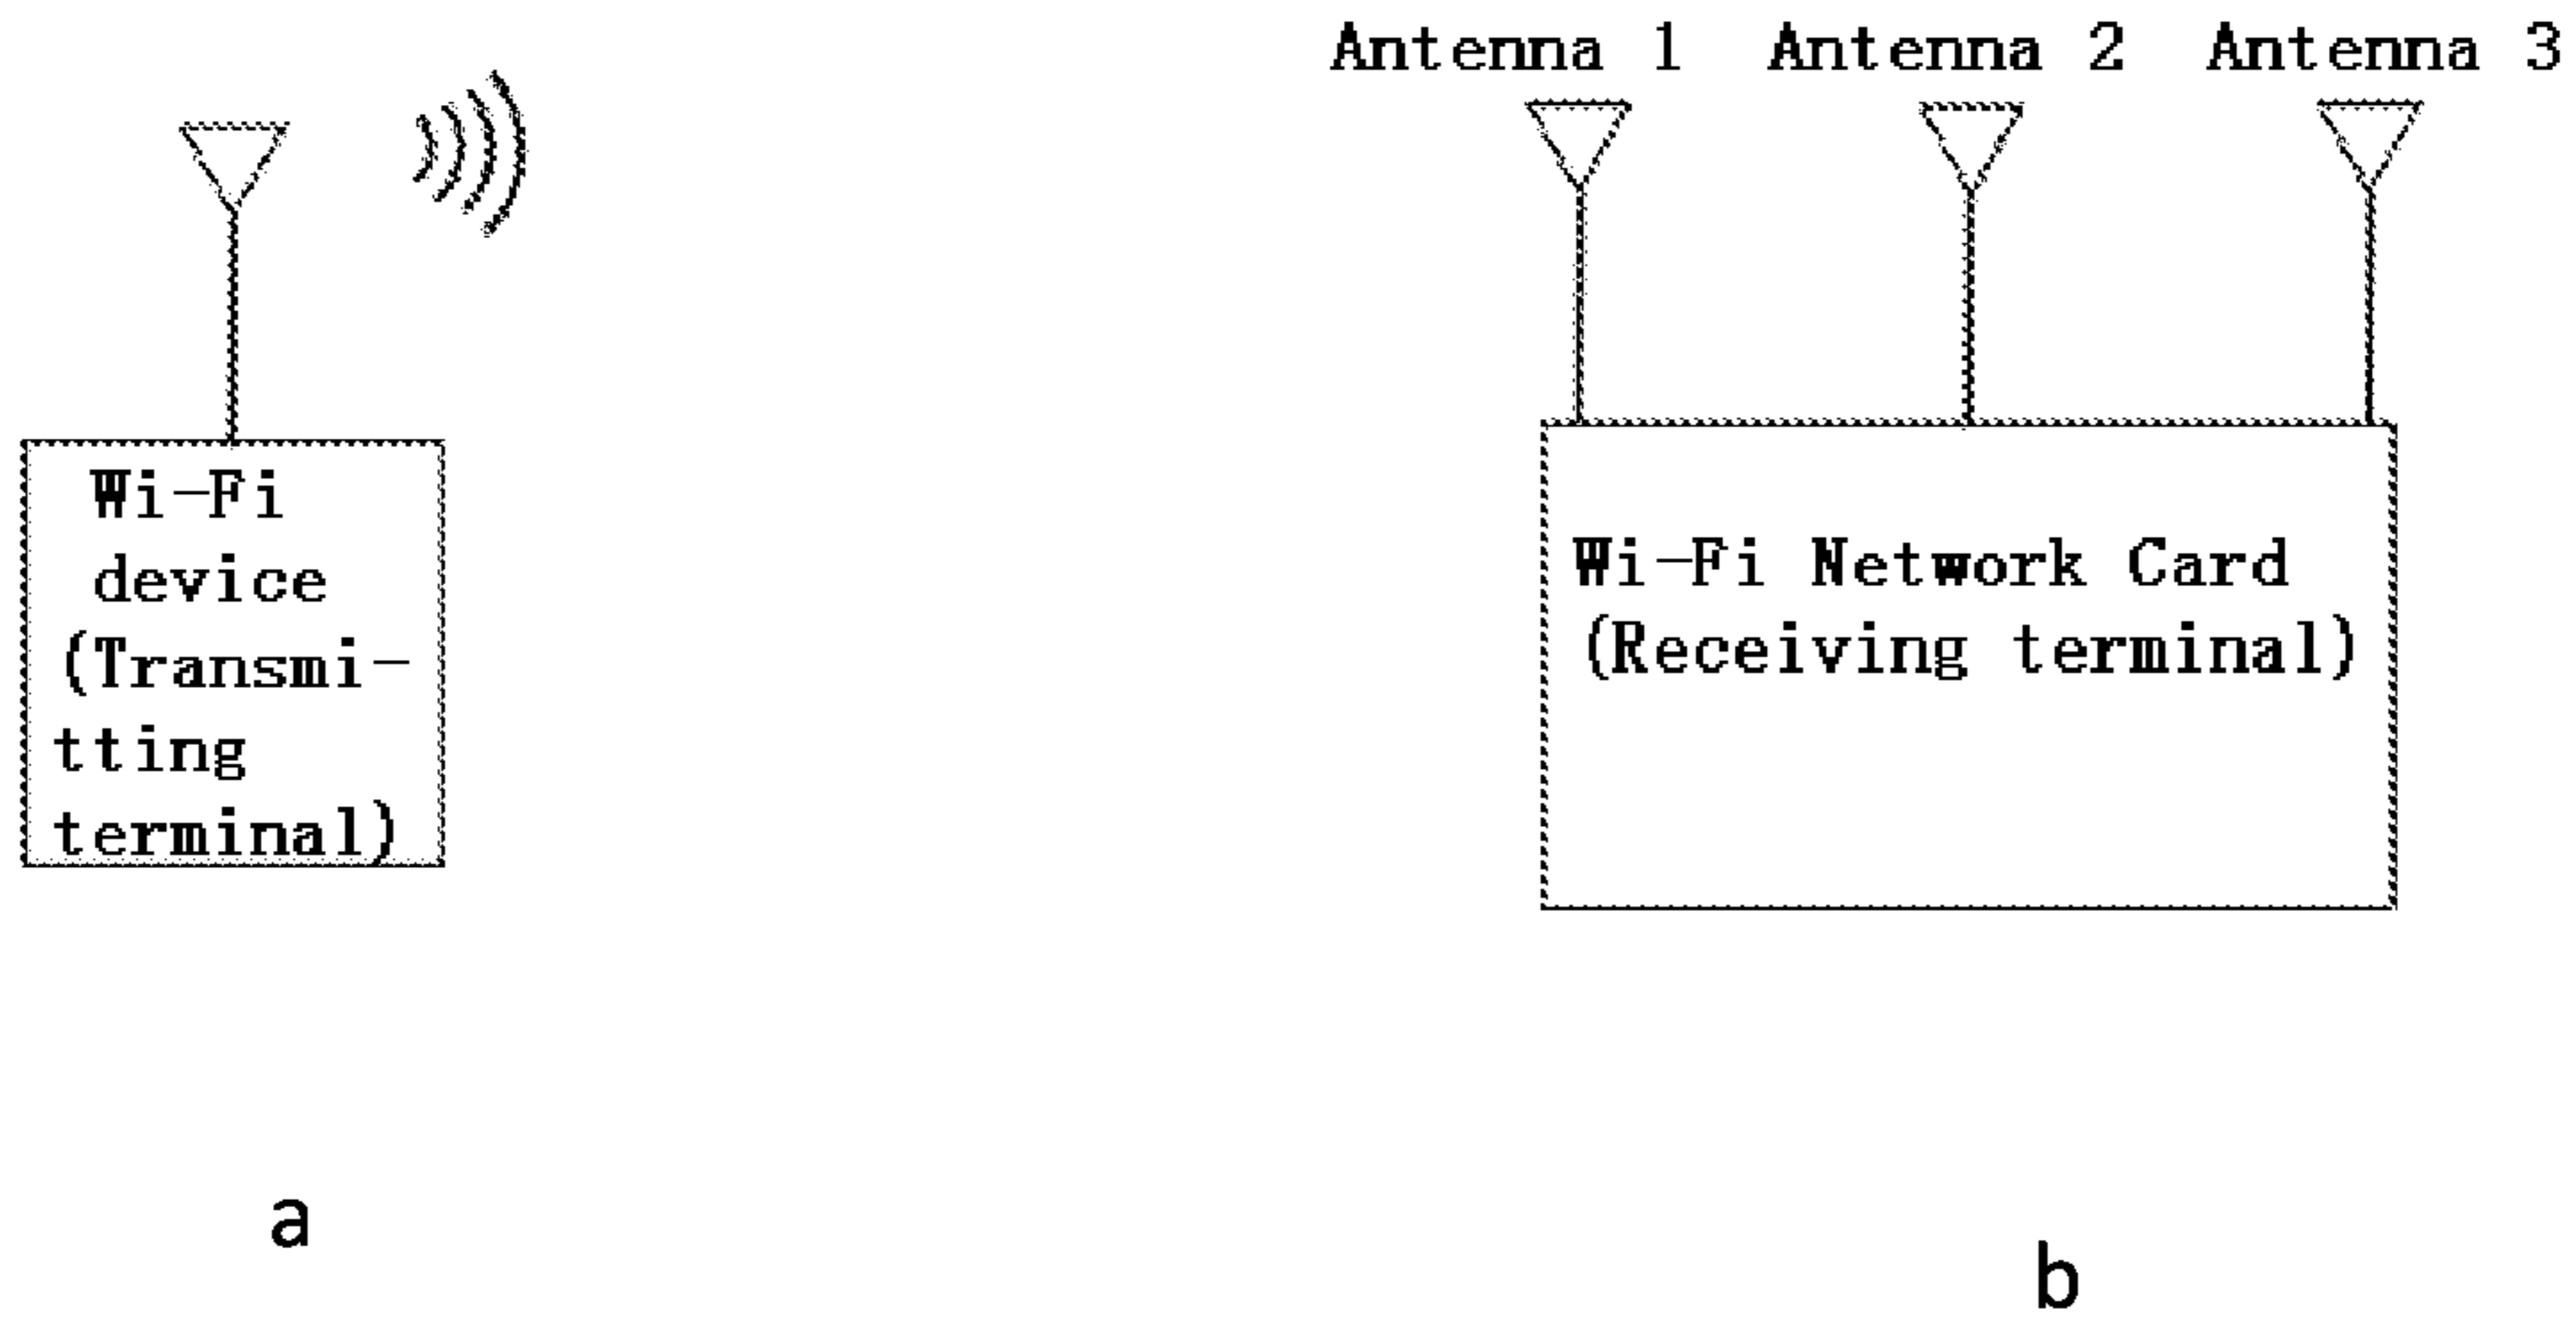 Antenna 1 Antenna 2 Antenna 3
Wi-Fi
device
(Transmi-
tting
terminal)
Wi-Fi Network Card
(Receiving terminal)
a
b